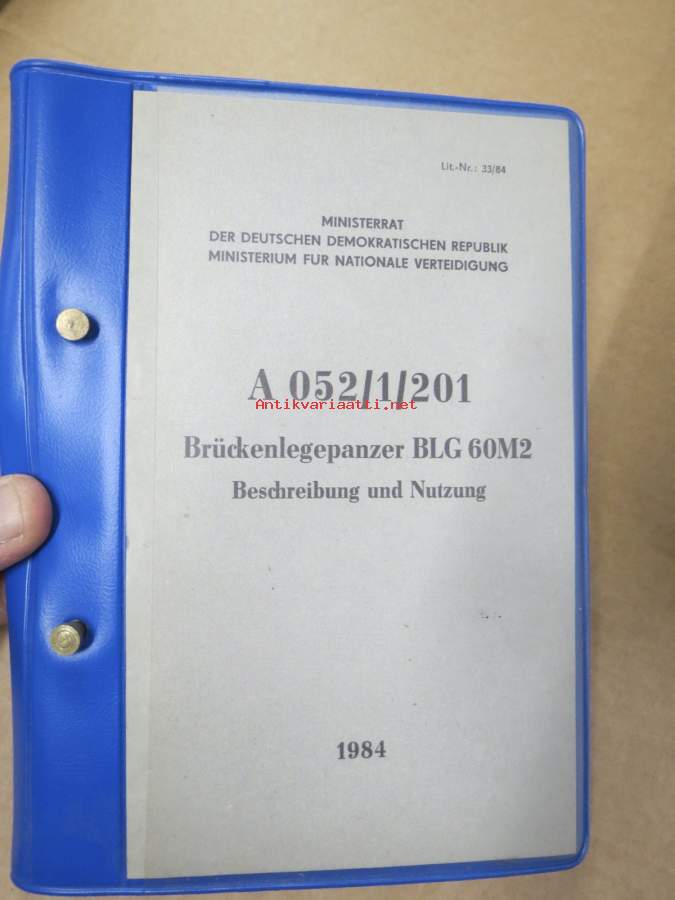 Lit.-Nr.: 33/84
MINISTERRAT
DER DEUTSCHEN DEMOKRATISCHEN REPUBLIK
MINISTERIUM FÜR NATIONALE VERTEIDIGUNG
A 052/1/201
Antikvariaatti.net
Brückenlegepanzer BLG 60M2
Beschreibung und Nutzung
1984